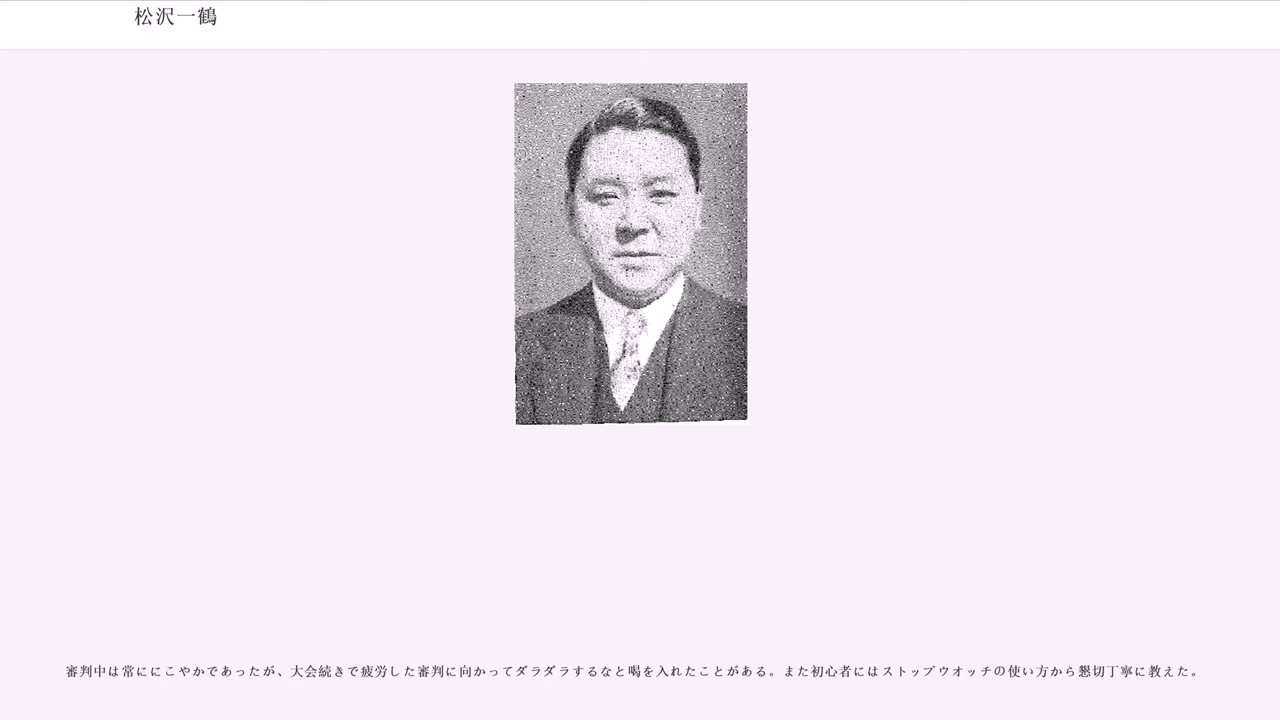 松沢一鶴
審判中は常ににこやかであったが、大会続きで疲労した審判に向かってダラダラするなと喝を入れたことがある。また初心者にはストップウオッチの使い方から懇切丁寧に教えた。